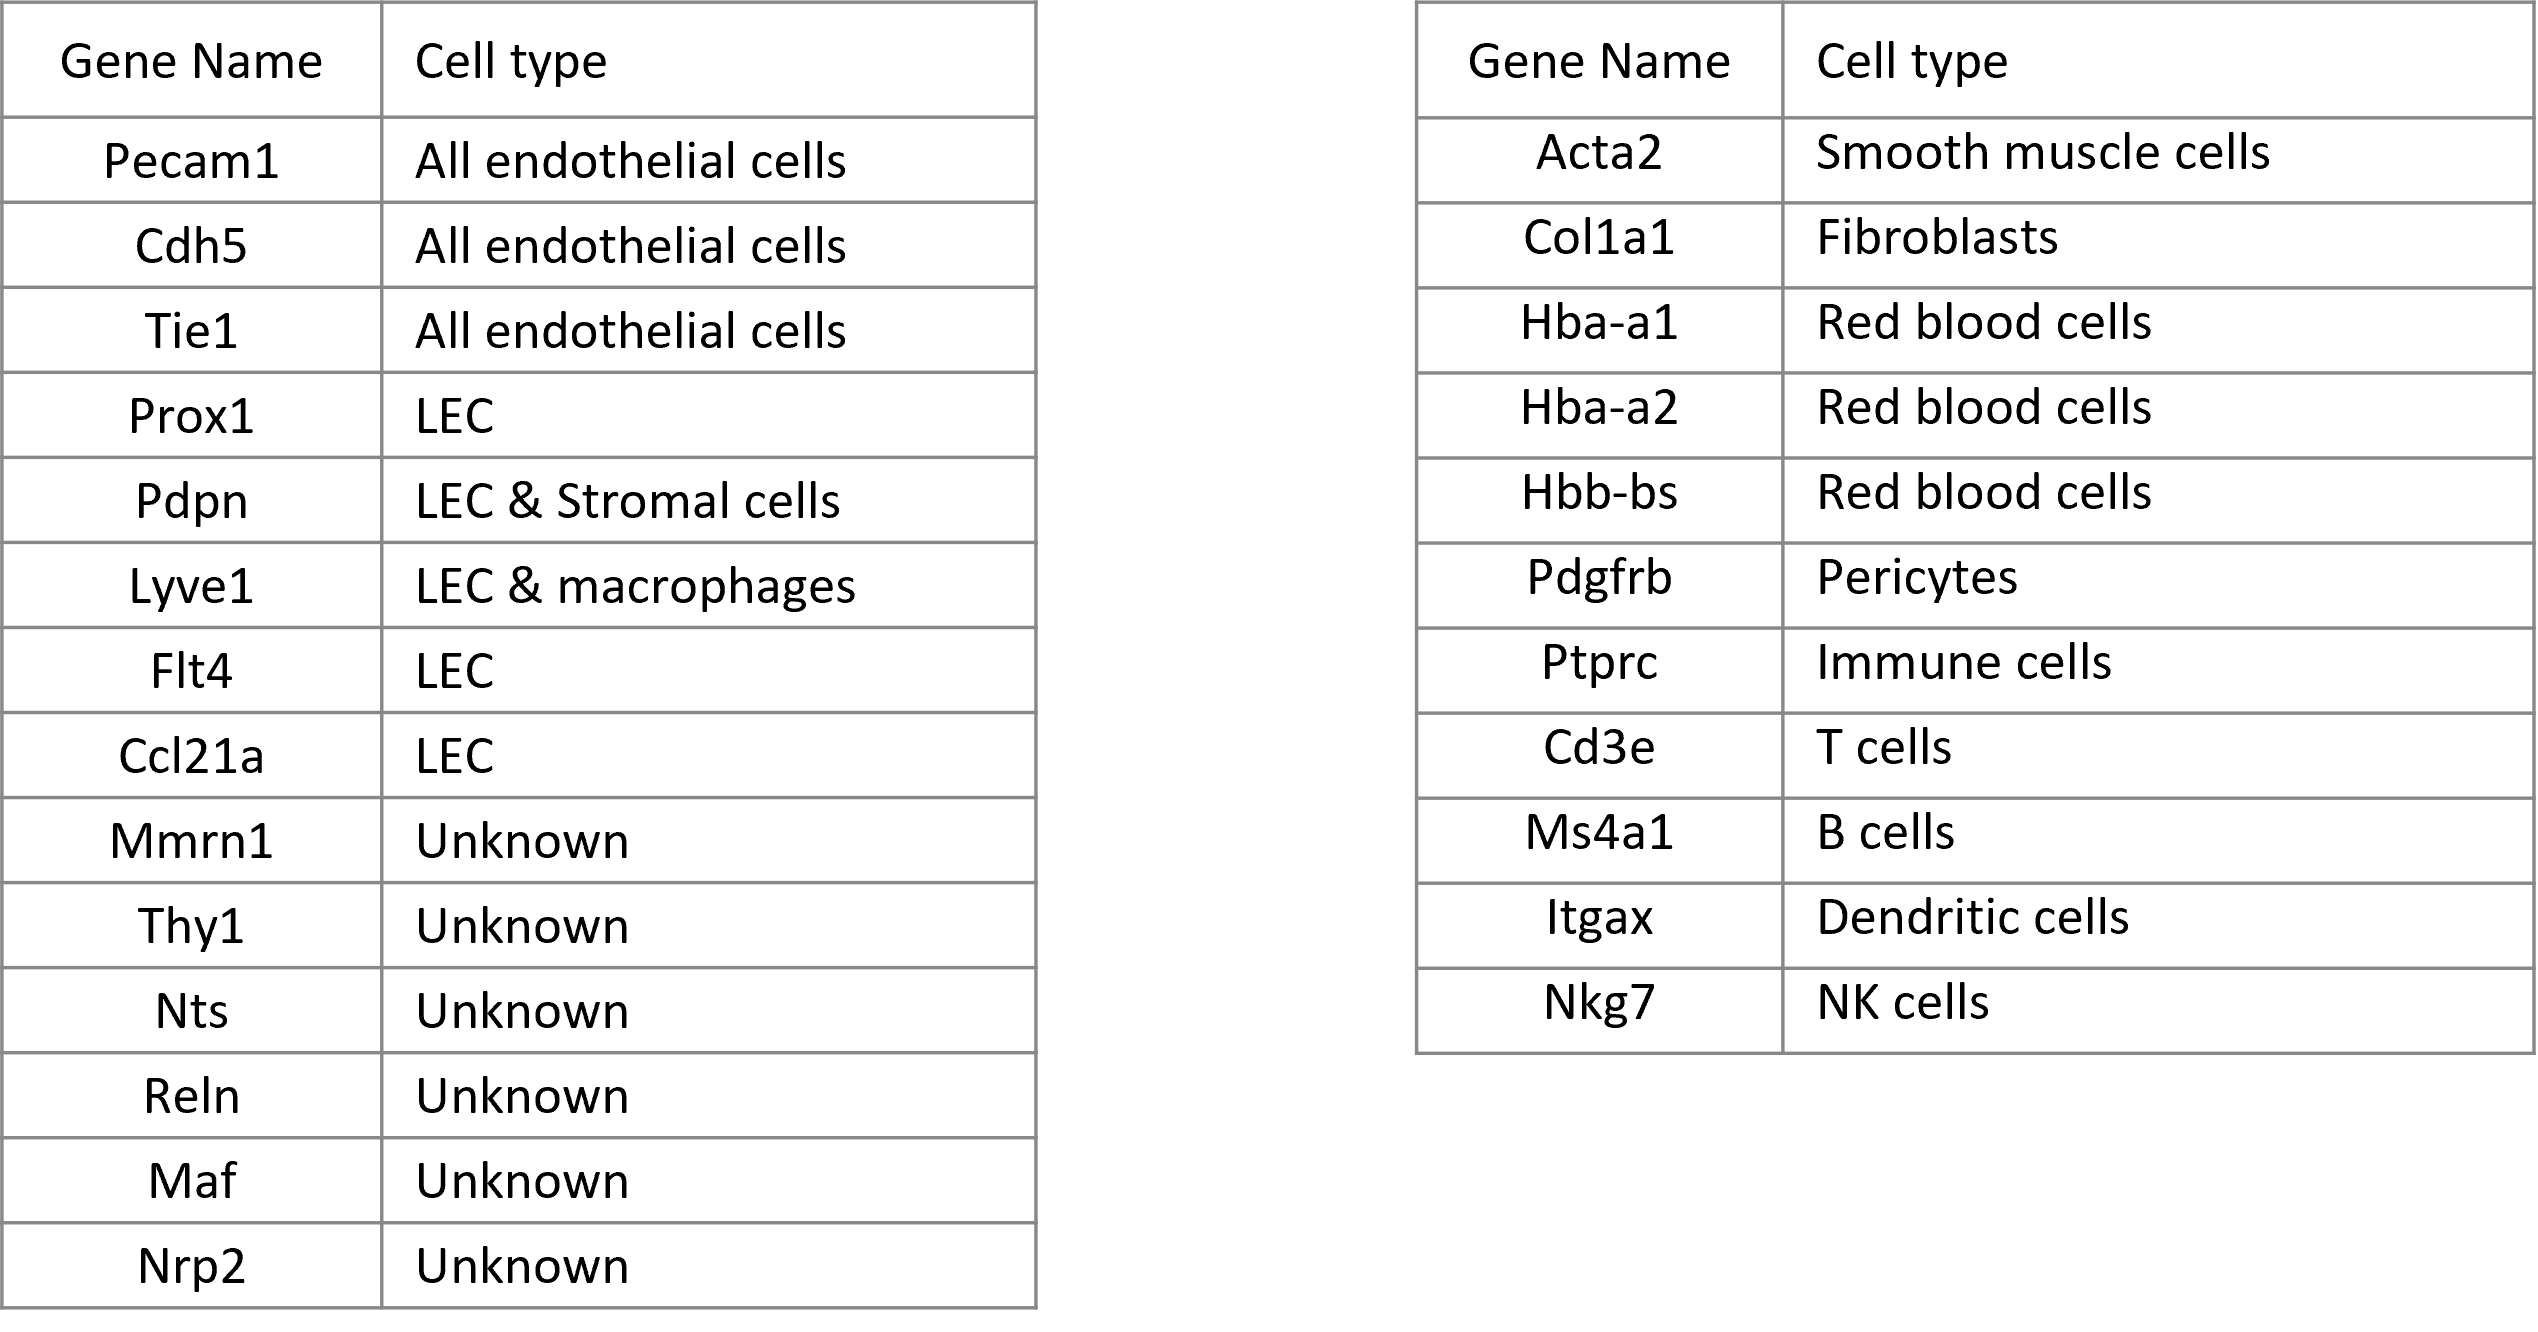 Gene Name Cell type
Pecam1 All endothelial cells
Cdh5 All endothelial cells
Tie1 All endothelial cells
Prox1 LEC
Pdpn LEC & Stromal cells
Lyve1 LEC & macrophages
Flt4 LEC
Ccl21a LEC
Mmrn1 Unknown
Thy1 Unknown
Nts Unknown
Reln Unknown
Maf Unknown
Nrp2 Unknown
Gene Name Cell type
Acta2 Smooth muscle cells
Col1a1 Fibroblasts
Hba-a1 Red blood cells
Hba-a2 Red blood cells
Hbb-bs Red blood cells
Pdgfrb Pericytes
Ptprc Immune cells
Cd3e T cells
Ms4a1 B cells
Itgax Dendritic cells
Nkg7 NK cells